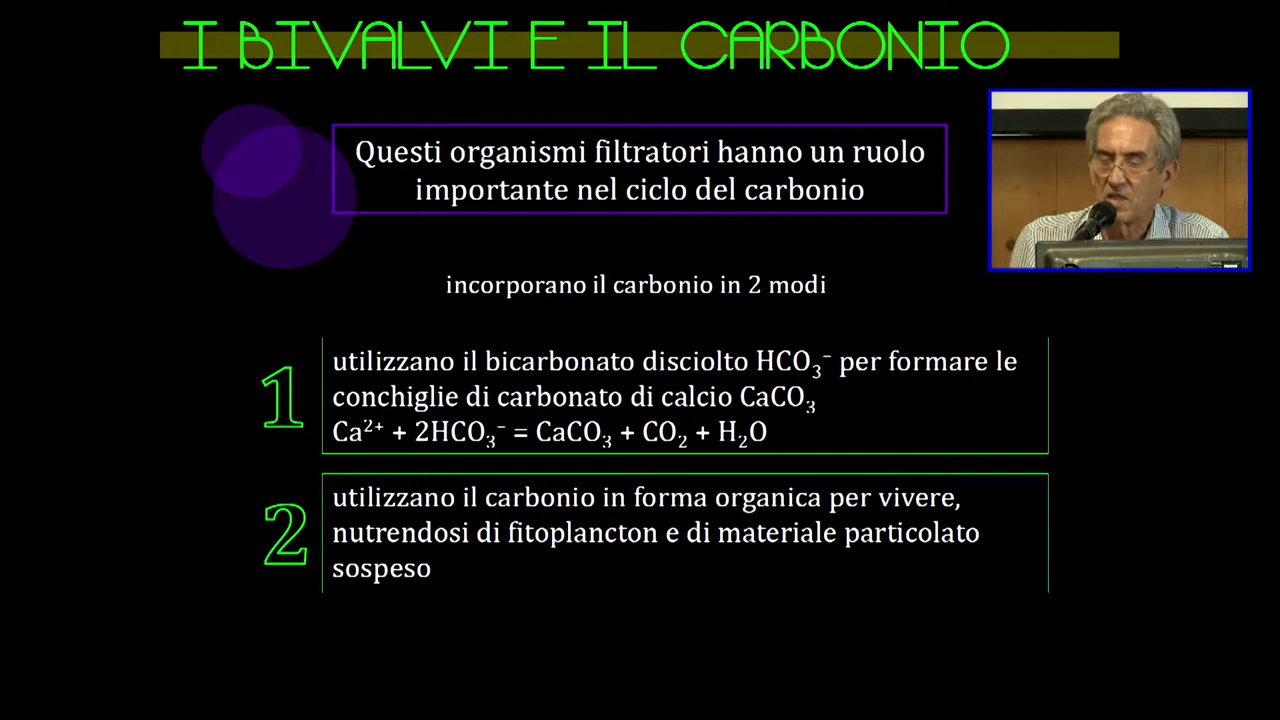 I BIVALVI E IL CARBONIO
Questi organismi filtratori hanno un ruolo
importante nel ciclo del carbonio
incorporano il carbonio in 2 modi
1
utilizzano il bicarbonato disciolto HCO₃⁻ per formare le
conchiglie di carbonato di calcio CaCO₃
Ca²⁺ + 2HCO₃⁻ = CaCO₃ + CO₂ + H₂O
2
utilizzano il carbonio in forma organica per vivere,
nutrendosi di fitoplancton e di materiale particolato
sospeso